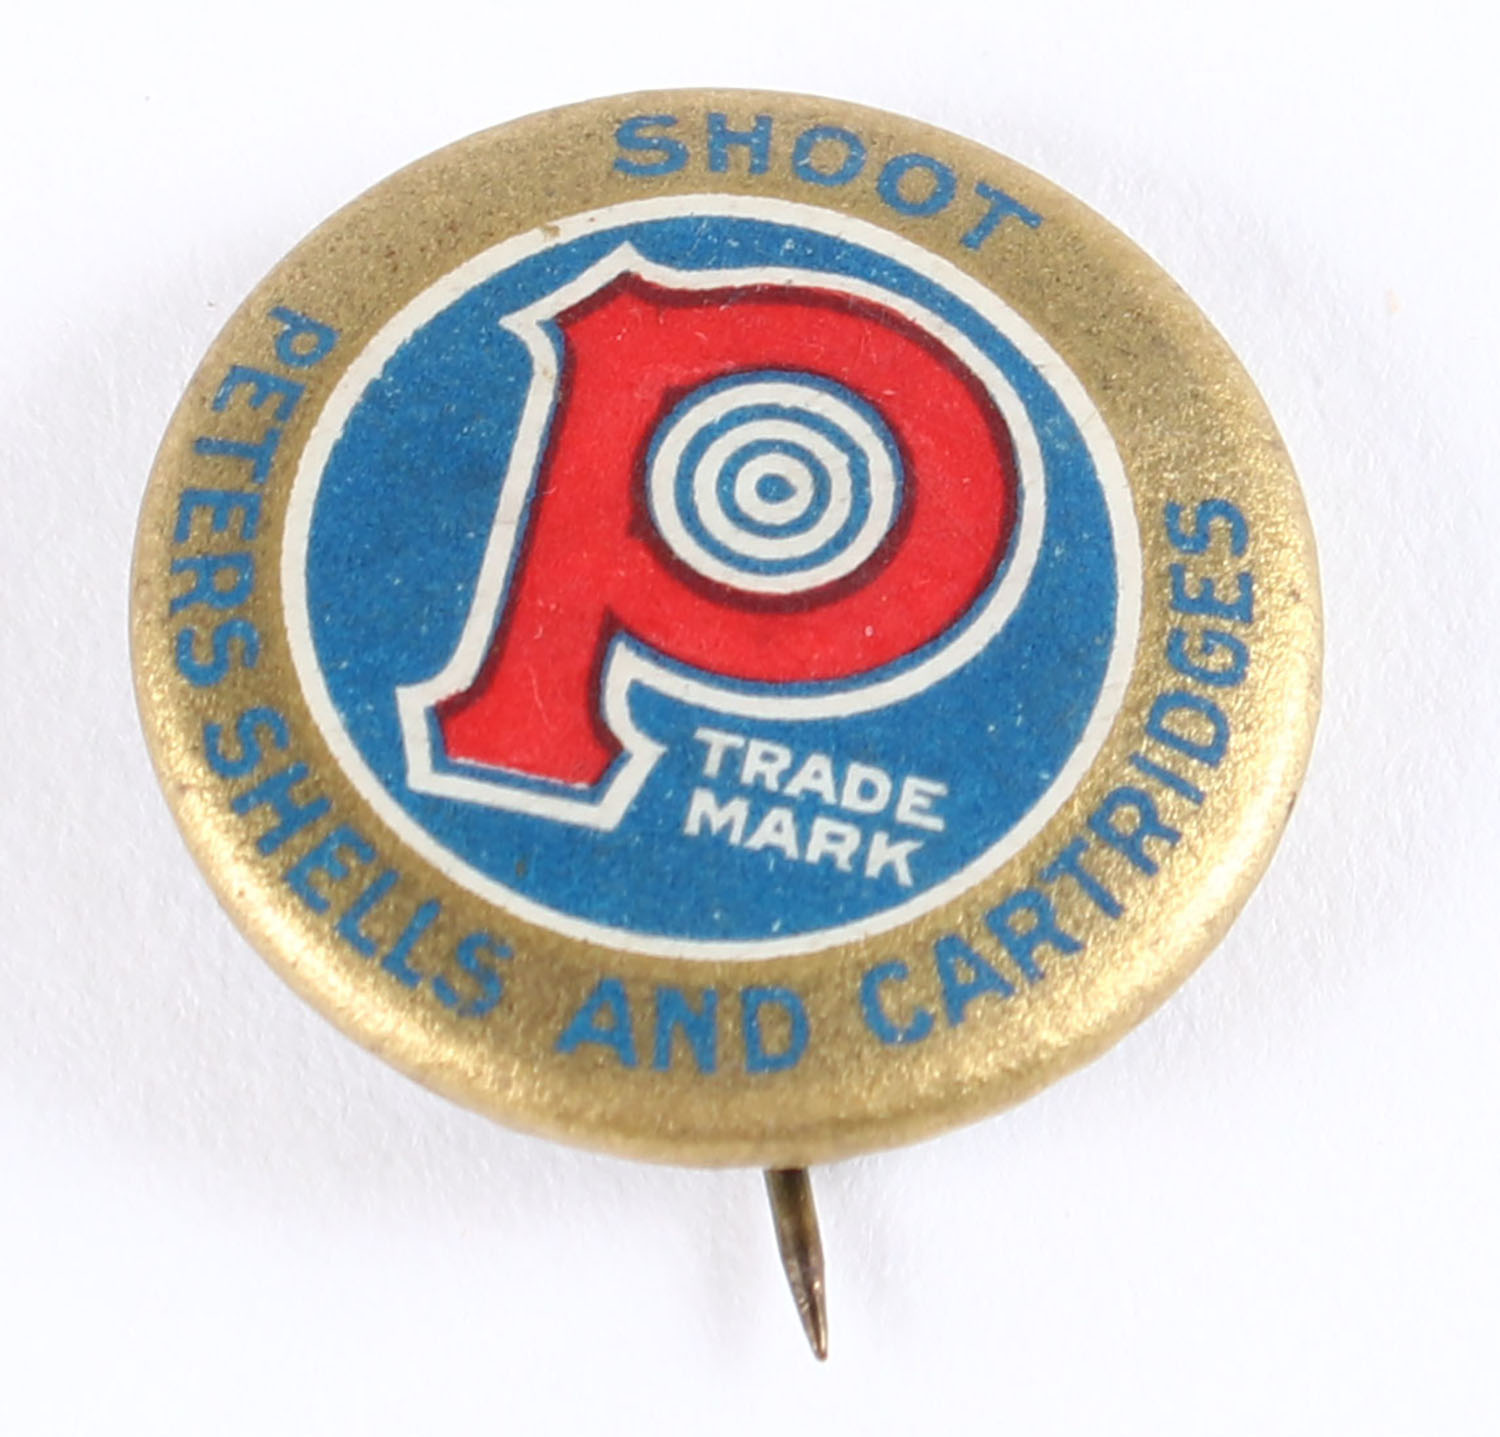 SHOOT
PETERS SHELLS AND CARTRIDGES
P
TRADE
MARK